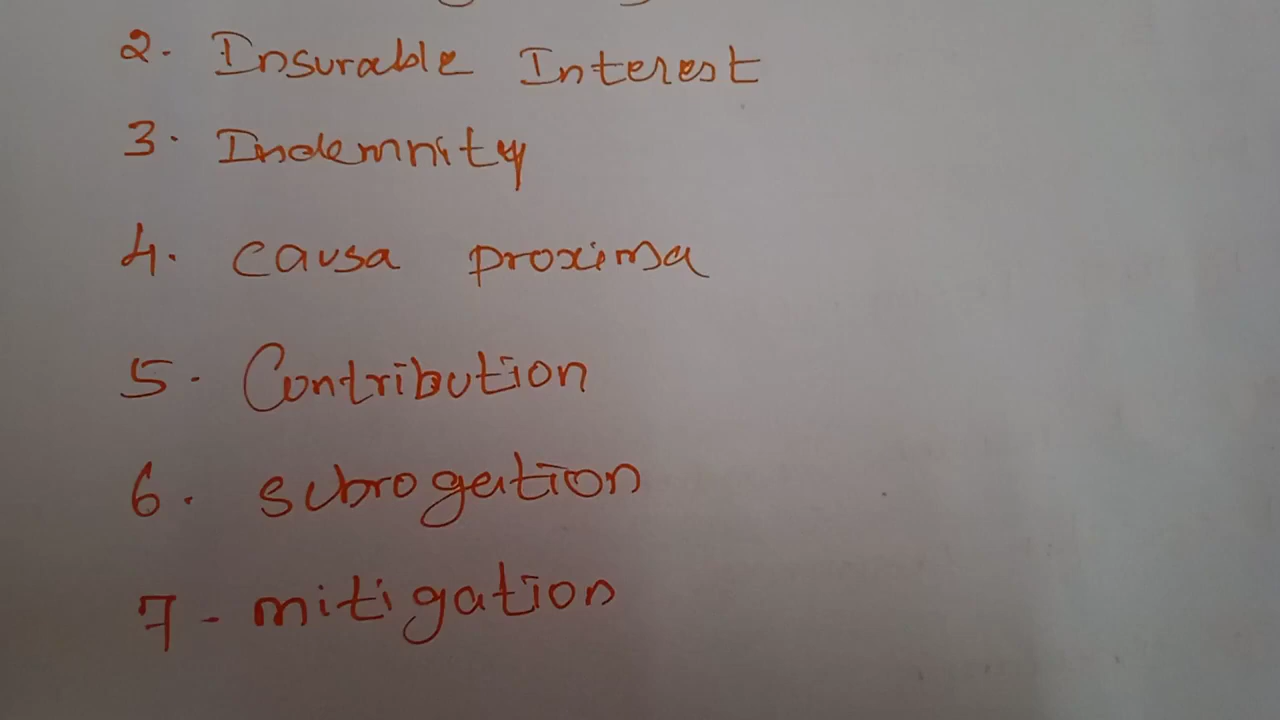 2. Insurable Interest
3. Indemnity
4. causa proxima
5. Contribution
6. subrogation
7 - mitigation